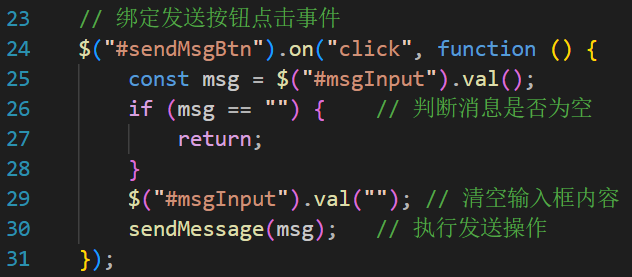 23 // 绑定发送按钮点击事件
24 $("#sendMsgBtn").on("click", function () {
25     const msg = $("#msgInput").val();
26     if (msg == "") {    // 判断消息是否为空
27         return;
28     }
29     $("#msgInput").val(""); // 清空输入框内容
30     sendMessage(msg);   // 执行发送操作
31 });